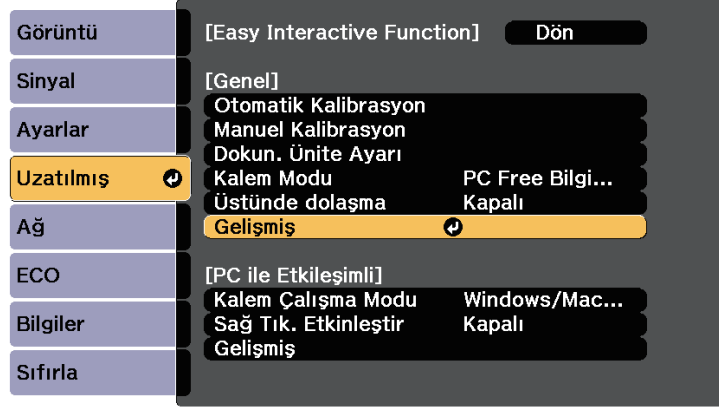 Görüntü
Sinyal
Ayarlar
Uzatılmış
Ağ
ECO
Bilgiler
Sıfırla
[Easy Interactive Function] Dön
[Genel]
Otomatik Kalibrasyon
Manuel Kalibrasyon
Dokun. Ünite Ayarı
Kalem Modu PC Free Bilgi...
Üstünde dolaşma Kapalı
Gelişmiş
[PC ile Etkileşimli]
Kalem Çalışma Modu Windows/Mac...
Sağ Tık. Etkinleştir Kapalı
Gelişmiş